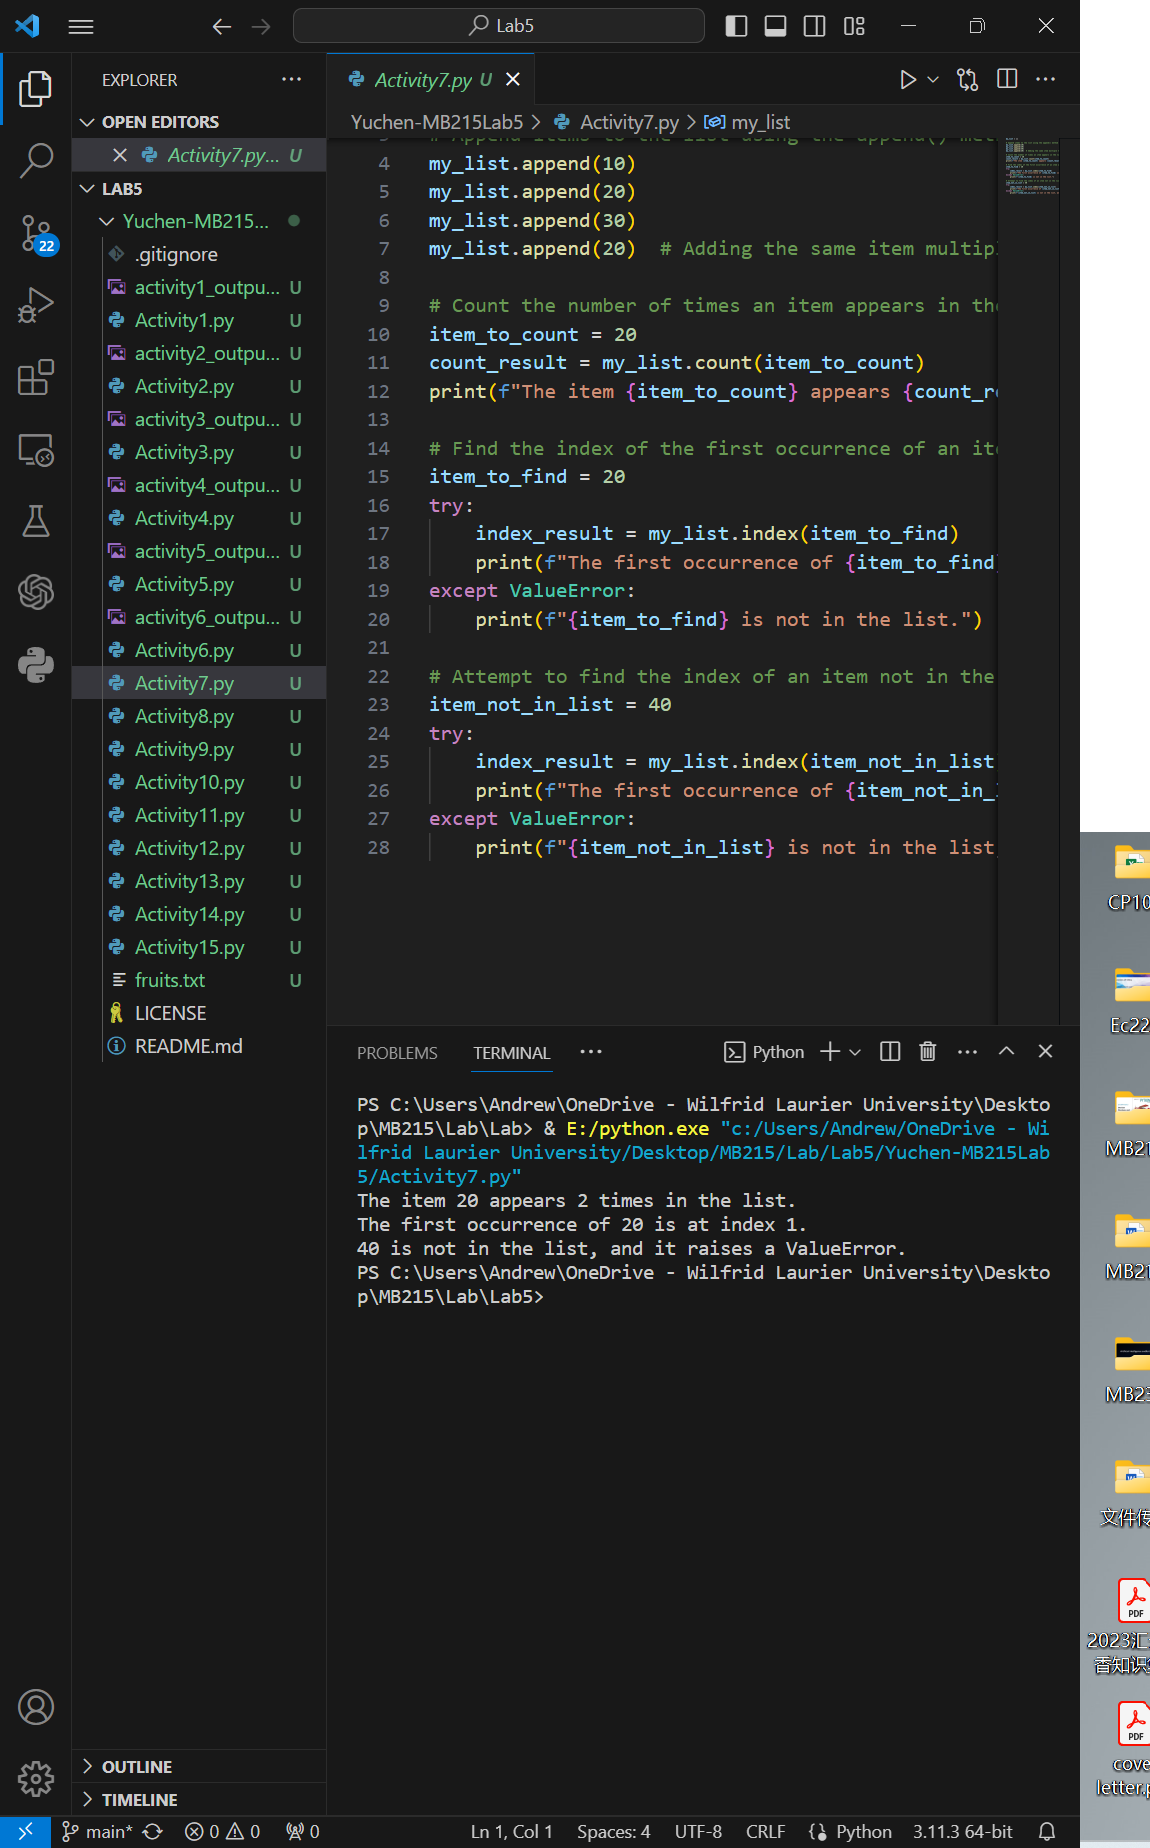 Lab5
EXPLORER
Activity7.py U
OPEN EDITORS
Yuchen-MB215Lab5 > Activity7.py > my_list
Activity7.py... U
LAB5
Yuchen-MB215...
22
.gitignore
activity1_outpu... U
Activity1.py U
activity2_outpu... U
Activity2.py U
activity3_outpu... U
Activity3.py U
activity4_outpu... U
Activity4.py U
activity5_outpu... U
Activity5.py U
activity6_outpu... U
Activity6.py U
Activity7.py U
Activity8.py U
Activity9.py U
Activity10.py U
Activity11.py U
Activity12.py U
Activity13.py U
Activity14.py U
Activity15.py U
fruits.txt U
LICENSE
README.md
4 my_list.append(10)
5 my_list.append(20)
6 my_list.append(30)
7 my_list.append(20)  # Adding the same item multip
8
9 # Count the number of times an item appears in the
10 item_to_count = 20
11 count_result = my_list.count(item_to_count)
12 print(f"The item {item_to_count} appears {count_re
13
14 # Find the index of the first occurrence of an ite
15 item_to_find = 20
16 try:
17     index_result = my_list.index(item_to_find)
18     print(f"The first occurrence of {item_to_find}
19 except ValueError:
20     print(f"{item_to_find} is not in the list.")
21
22 # Attempt to find the index of an item not in the
23 item_not_in_list = 40
24 try:
25     index_result = my_list.index(item_not_in_list
26     print(f"The first occurrence of {item_not_in_l
27 except ValueError:
28     print(f"{item_not_in_list} is not in the list,
PROBLEMS TERMINAL
Python
PS C:\Users\Andrew\OneDrive - Wilfrid Laurier University\Deskto
p\MB215\Lab\Lab> & E:/python.exe "c:/Users/Andrew/OneDrive - Wi
lfrid Laurier University/Desktop/MB215/Lab/Lab5/Yuchen-MB215Lab
5/Activity7.py"
The item 20 appears 2 times in the list.
The first occurrence of 20 is at index 1.
40 is not in the list, and it raises a ValueError.
PS C:\Users\Andrew\OneDrive - Wilfrid Laurier University\Deskto
p\MB215\Lab\Lab5>
OUTLINE
TIMELINE
main* 0 0 0 Ln 1, Col 1 Spaces: 4 UTF-8 CRLF Python 3.11.3 64-bit
CP10
Ec22
MB21
MB21
MB23
文件传
PDF
2023汇
香知识
PDF
cove
letter.p